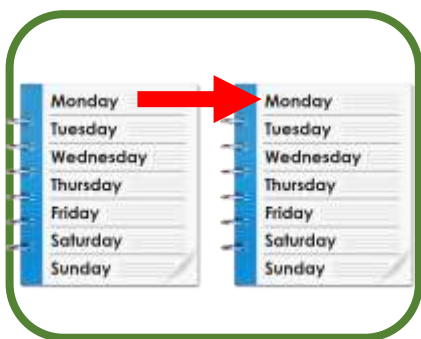 Monday
Tuesday
Wednesday
Thursday
Friday
Saturday
Sunday
Monday
Tuesday
Wednesday
Thursday
Friday
Saturday
Sunday